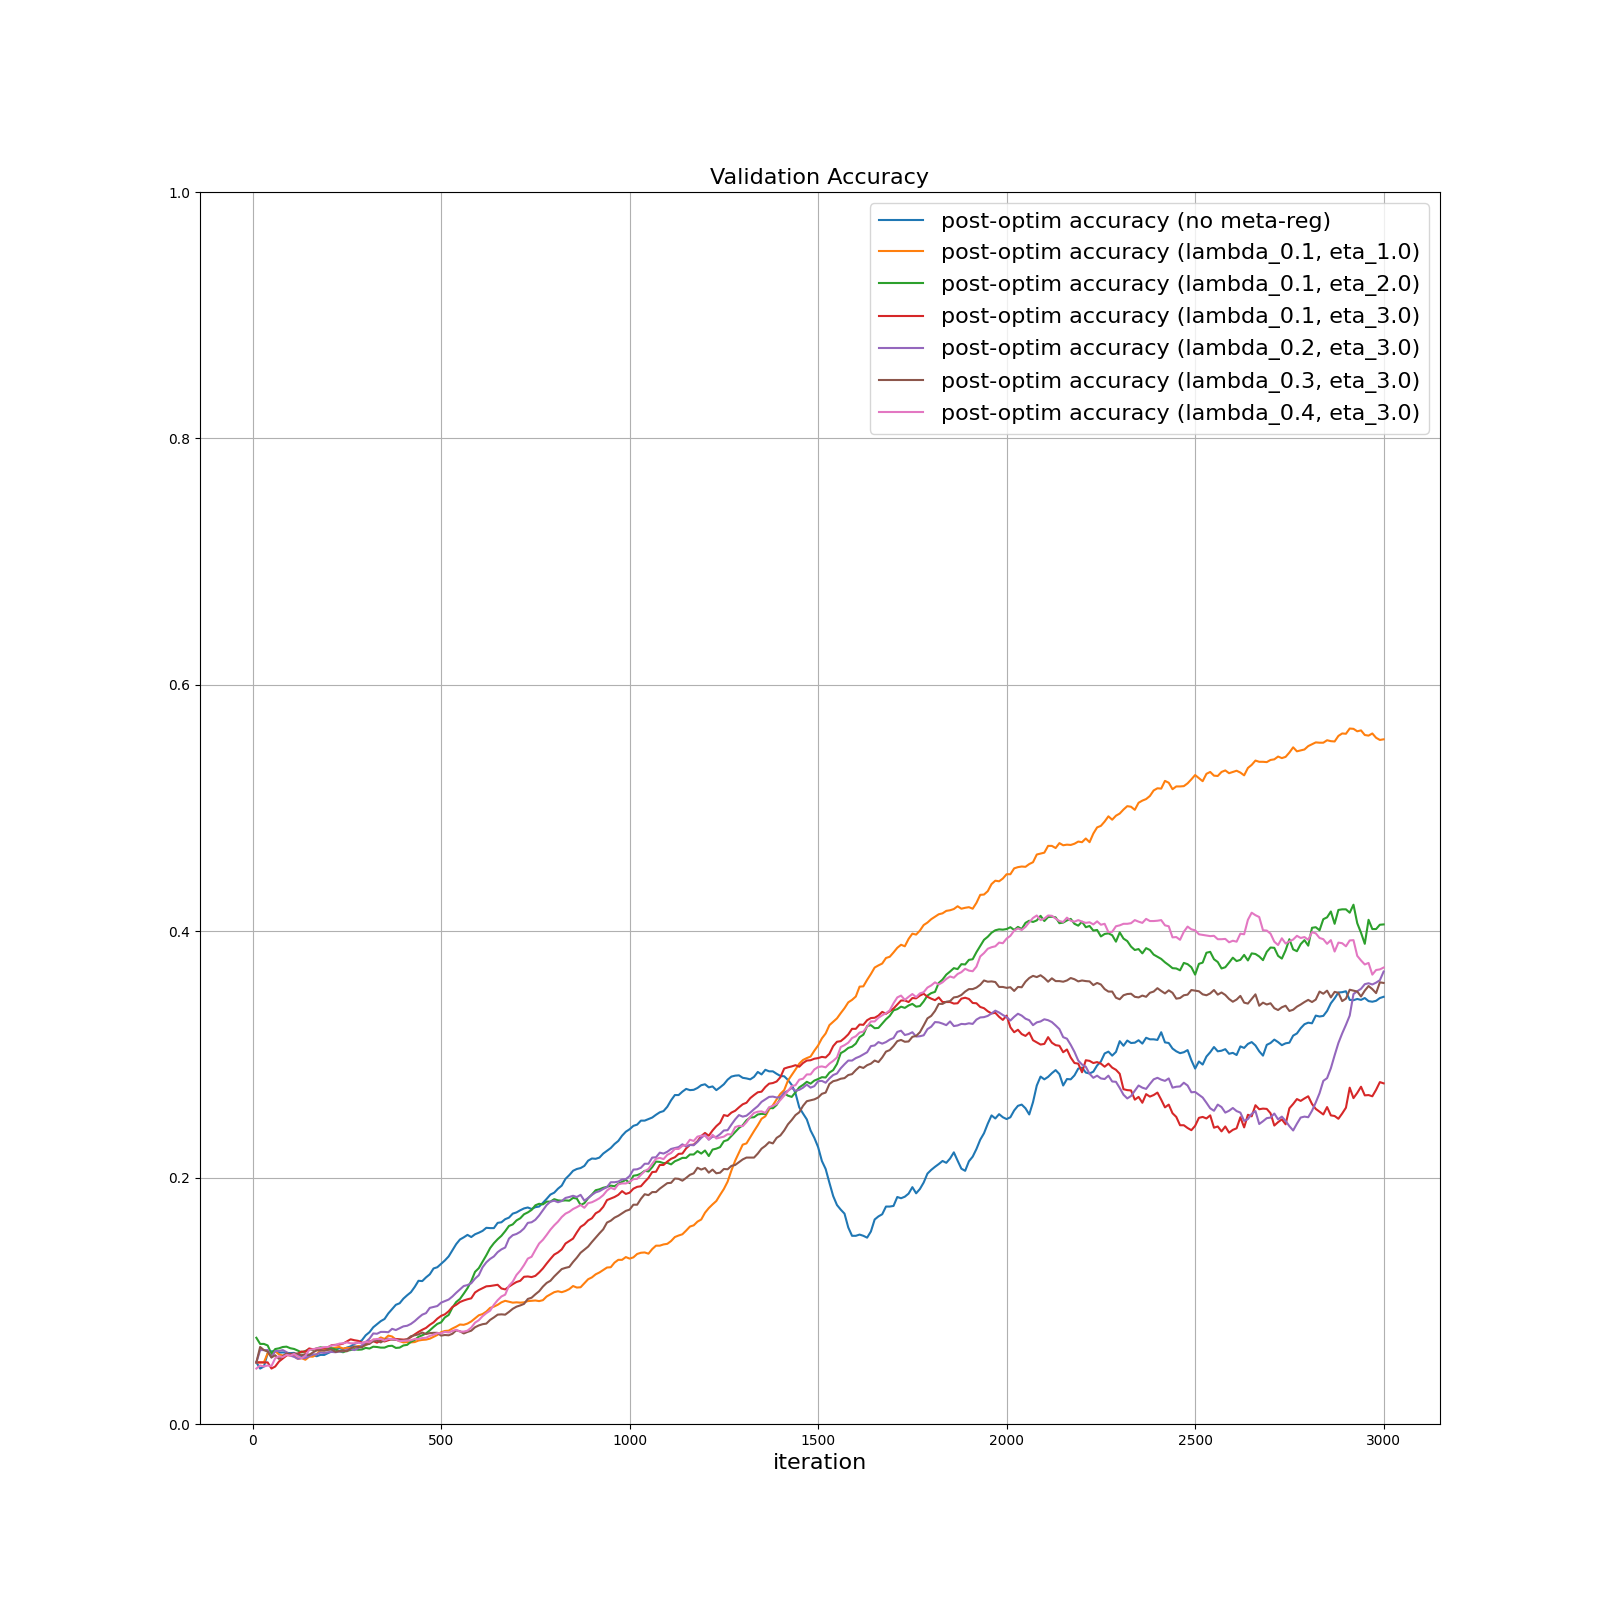 Validation Accuracy
1.0
0.8
0.6
0.4
0.2
0.0
post-optim accuracy (no meta-reg)
post-optim accuracy (lambda_0.1, eta_1.0)
post-optim accuracy (lambda_0.1, eta_2.0)
post-optim accuracy (lambda_0.1, eta_3.0)
post-optim accuracy (lambda_0.2, eta_3.0)
post-optim accuracy (lambda_0.3, eta_3.0)
post-optim accuracy (lambda_0.4, eta_3.0)
0 500 1000 1500 2000 2500 3000
iteration